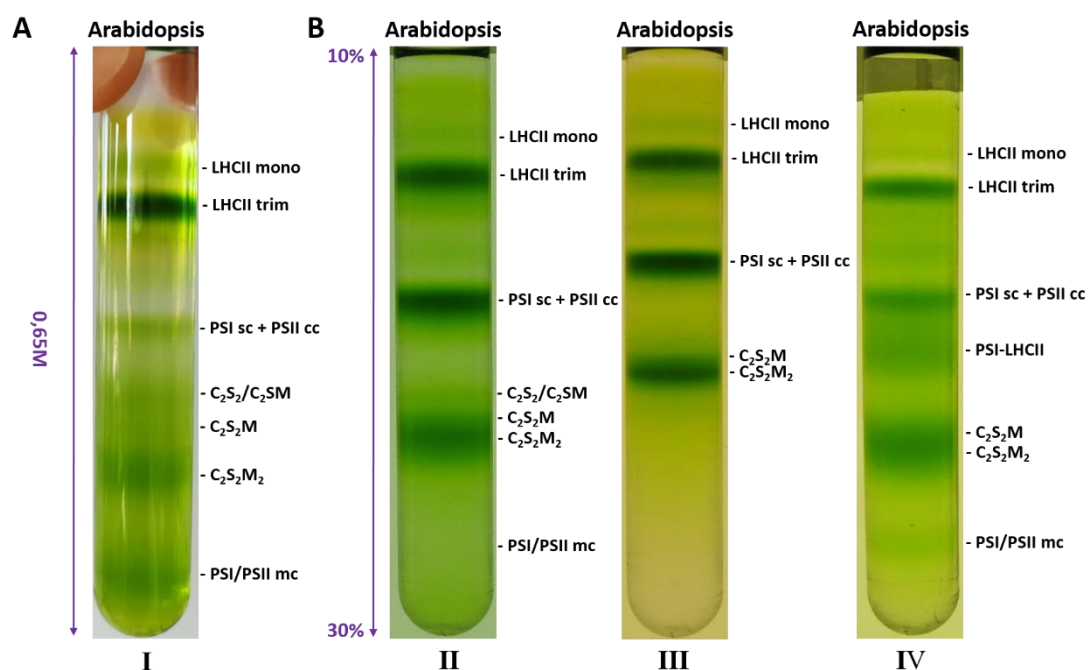 A
Arabidopsis
0,65M
- LHCII mono
- LHCII trim
- PSI sc + PSII cc
- C₂S₂/C₂SM
- C₂S₂M
- C₂S₂M₂
- PSI/PSII mc
I
B
10%
30%
Arabidopsis
- LHCII mono
- LHCII trim
- PSI sc + PSII cc
- C₂S₂/C₂SM
- C₂S₂M
- C₂S₂M₂
- PSI/PSII mc
II
Arabidopsis
- LHCII mono
- LHCII trim
- PSI sc + PSII cc
- C₂S₂M
- C₂S₂M₂
III
Arabidopsis
- LHCII mono
- LHCII trim
- PSI sc + PSII cc
- PSI-LHCII
- C₂S₂M
- C₂S₂M₂
- PSI/PSII mc
IV